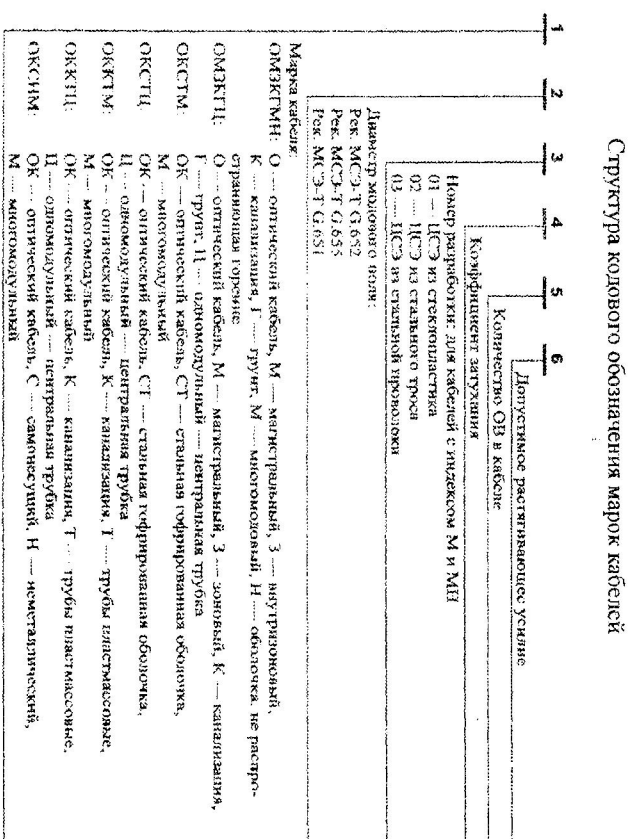 Структура кодового обозначения марок кабелей
1 2 3 4 5 6
Допустимое растягивающее усилие
Количество ОВ в кабеле
Коэффициент затухания
Номер разработки: для кабелей с индексом М и МН
01 — ЦСЭ из стеклопластика
02 — ЦСЭ из стального троса
03 — ЦСЭ из стальной проволоки
Диаметр модового поля:
Рек. МСЭ-Т G.652
Рек. МСЭ-Т G.655
Рек. МСЭ-Т G.651
Марка кабеля:
ОМЗКГМН: О — оптический кабель, М — магистральный, З — внутризоновый,
К — канализация, Г — грунт, М — многомодовый, Н — оболочка, не распро-
страняющая горение
ОМЗКГЦ: О — оптический кабель, М — магистральный, З — зоновый, К — канализация,
Г — грунт, Ц — одномодульный — центральная трубка
ОКСТМ: ОК — оптический кабель, СТ — стальная гофрированная оболочка,
М — многомодульный
ОКСТЦ: ОК — оптический кабель, СТ — стальная гофрированная оболочка,
Ц — одномодульный — центральная трубка
ОККТМ: ОК — оптический кабель, К — канализация, Т — трубы пластмассовые,
М — многомодульный
ОККТЦ: ОК — оптический кабель, К — канализация, Т — трубы пластмассовые,
Ц — одномодульный — центральная трубка
ОКСНМ: ОК — оптический кабель, С — самонесущий, Н — неметаллический,
М — многомодульный